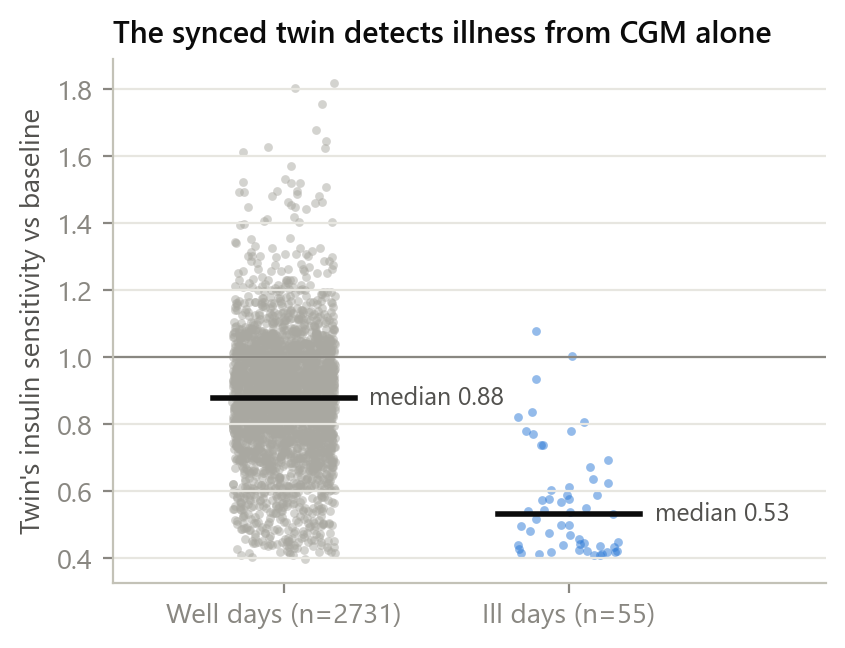 The synced twin detects illness from CGM alone
Twin's insulin sensitivity vs baseline
1.8
1.6
1.4
1.2
1.0
0.8
0.6
0.4
median 0.88
median 0.53
Well days (n=2731)
Ill days (n=55)